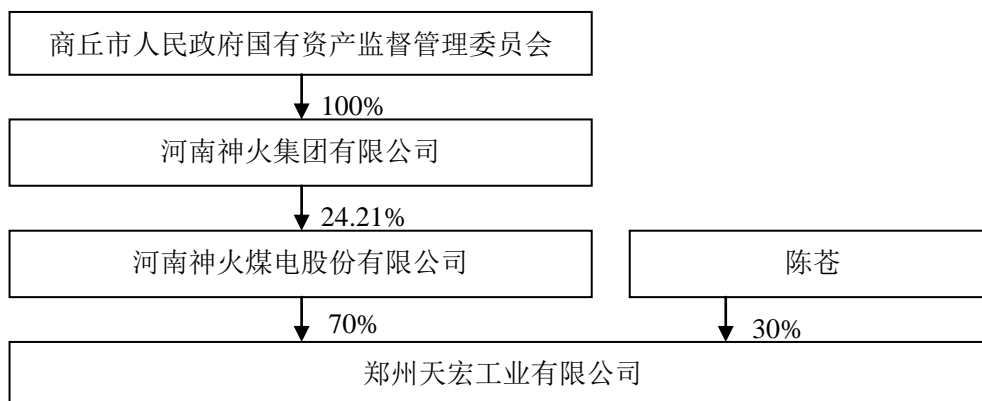 商丘市人民政府国有资产监督管理委员会
100%
河南神火集团有限公司
24.21%
河南神火煤电股份有限公司
陈苍
70%
30%
郑州天宏工业有限公司